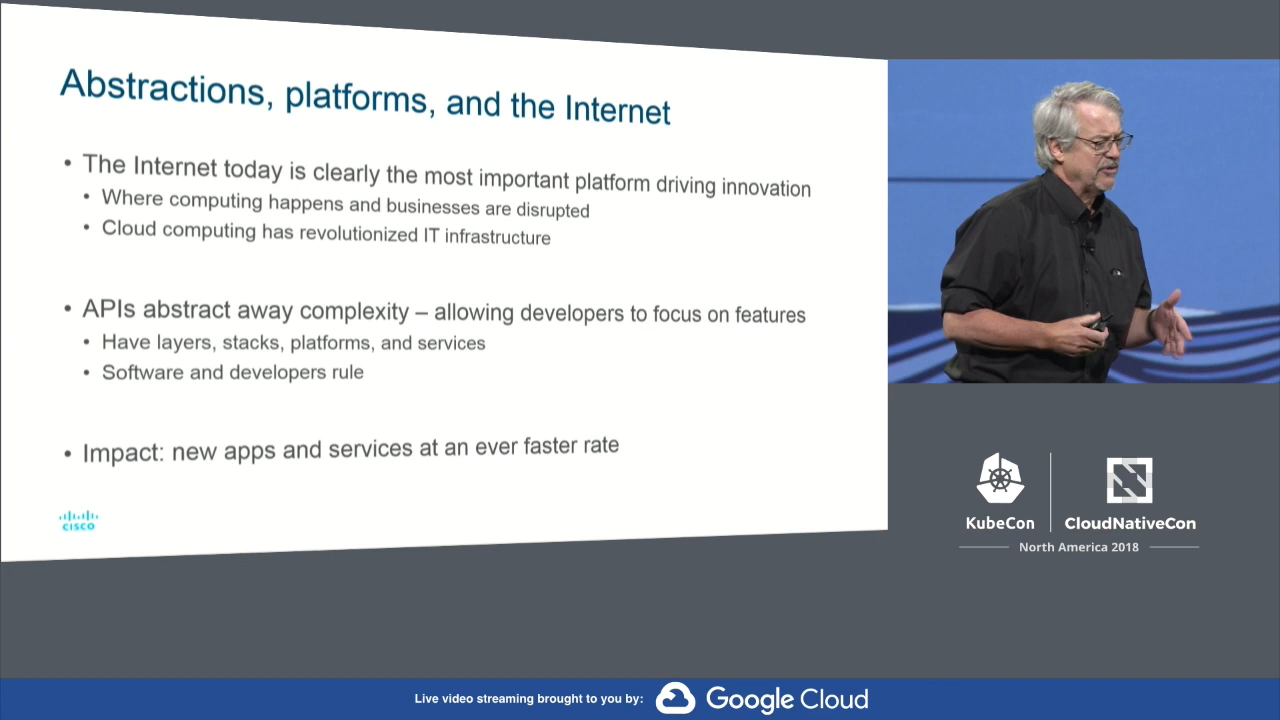 Abstractions, platforms, and the Internet
• The Internet today is clearly the most important platform driving innovation
• Where computing happens and businesses are disrupted
• Cloud computing has revolutionized IT infrastructure
• APIs abstract away complexity – allowing developers to focus on features
• Have layers, stacks, platforms, and services
• Software and developers rule
• Impact: new apps and services at an ever faster rate
CISCO
KubeCon
CloudNativeCon
North America 2018
Live video streaming brought to you by:
Google Cloud